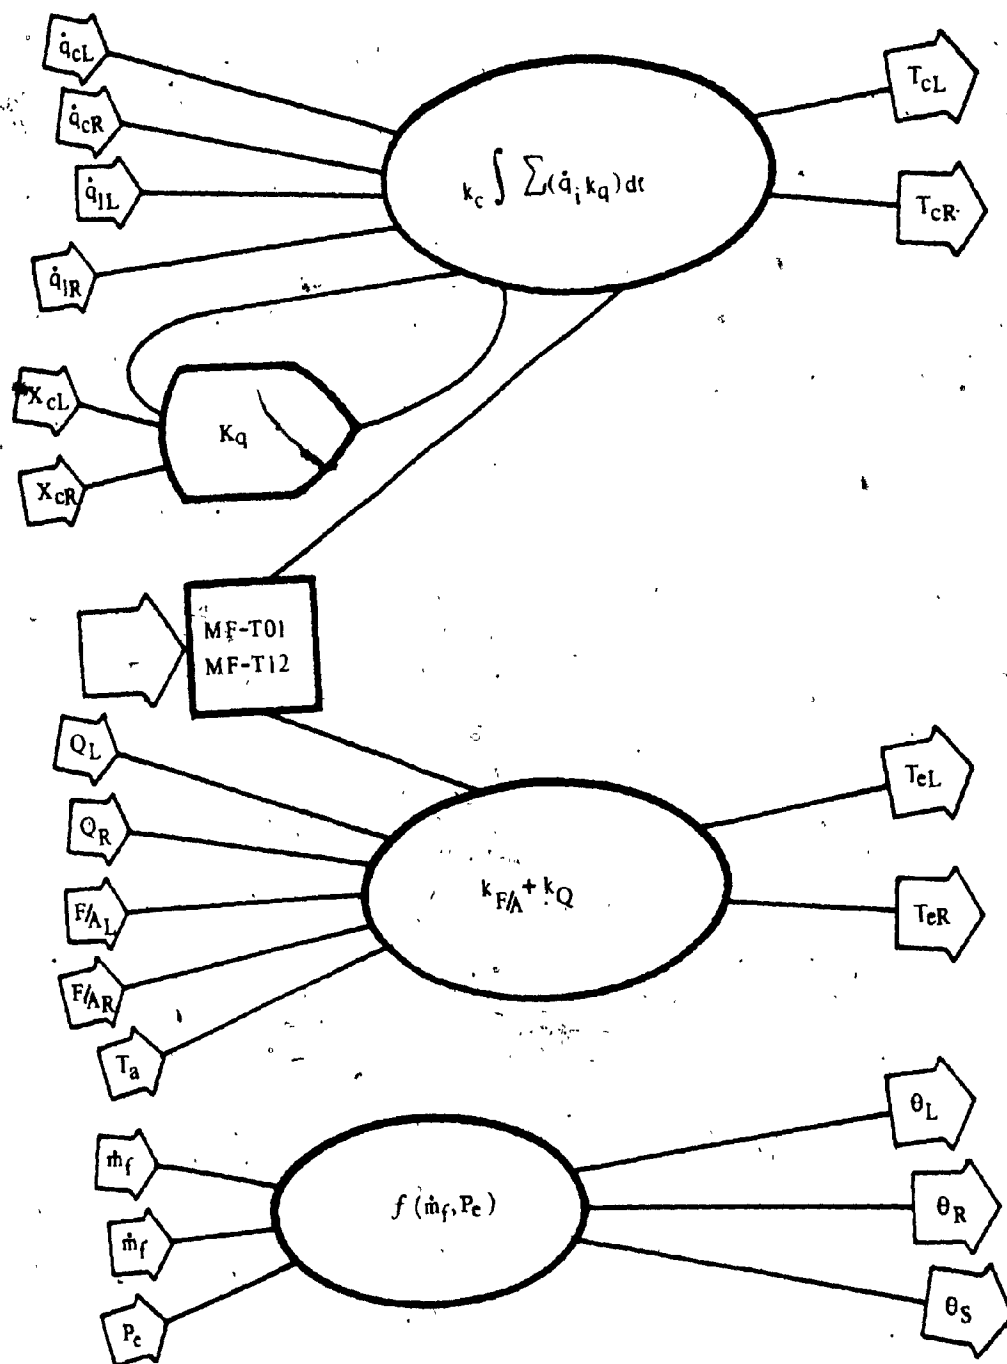 q̇cL
TcL
q̇cR
kc ∫ ∑(q̇i kq) dt
q̇lL
TcR
q̇lR
XcL
Kq
XcR
MF-T01
MF-T12
QL
TeL
QR
kF/A + kQ
F/AL
TeR
F/AR
Ta
θL
ṁf
f (ṁf, Pe)
θR
ṁf
θS
Pe